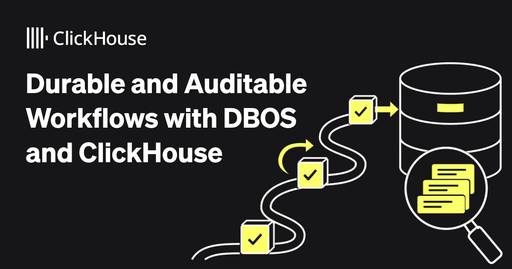 ClickHouse
Durable and Auditable
Workflows with DBOS
and ClickHouse